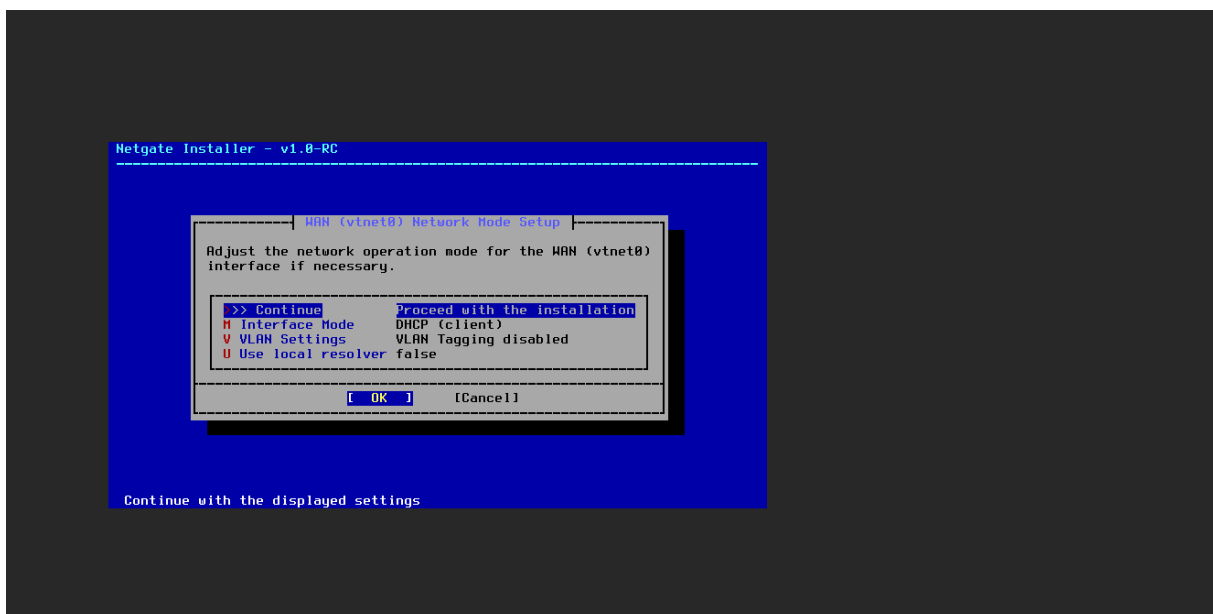 Netgate Installer - v1.0-RC
WAN (vtnet0) Network Mode Setup
Adjust the network operation mode for the WAN (vtnet0)
interface if necessary.
>>> Continue Proceed with the installation
M Interface Mode DHCP (client)
V VLAN Settings VLAN Tagging disabled
U Use local resolver false
[ OK ] [Cancel]
Continue with the displayed settings